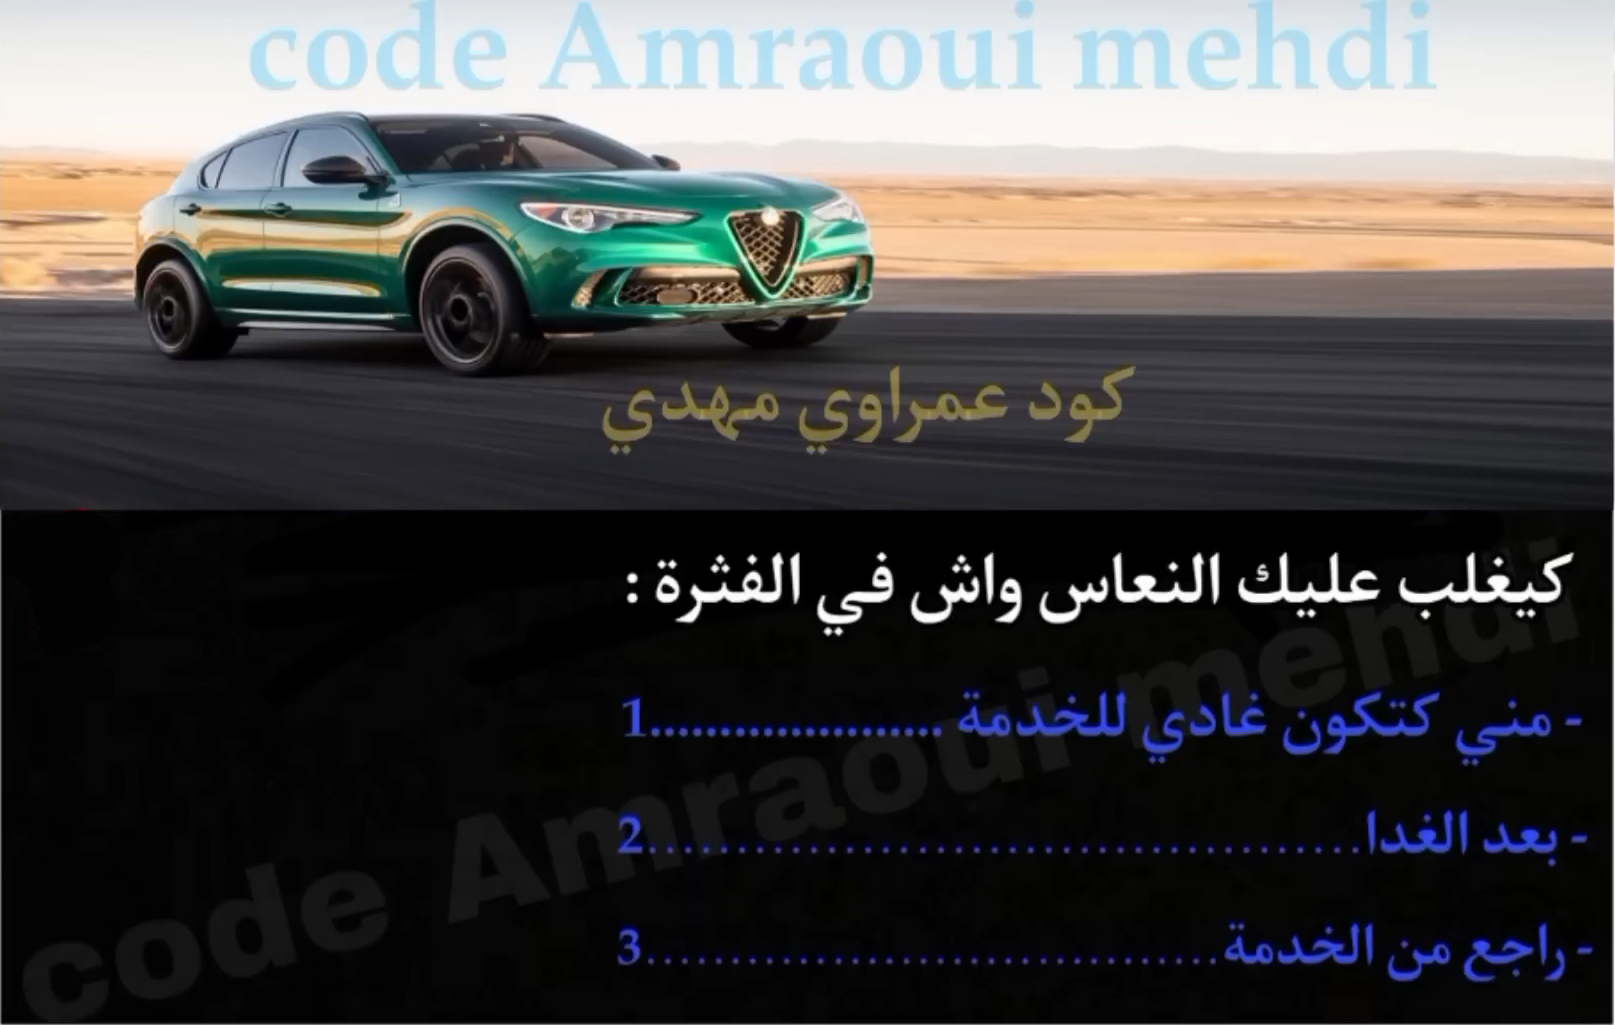 code Amraoui mehdi
كود عمراوي مهدي
كيغلب عليك النعاس واش في الفثرة :
- مني كتكون غادي للخدمة ....................1
- بعد الغدا.......................................2
- راجع من الخدمة................................3
code Amraoui mehdi